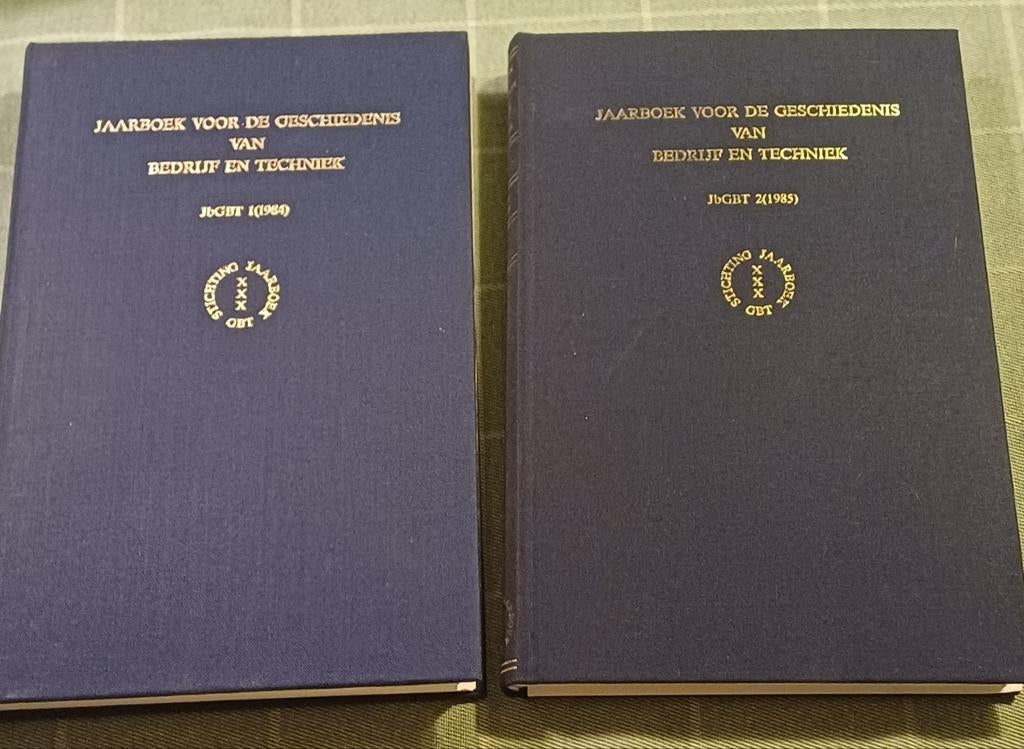 JAARBOEK VOOR DE GESCHIEDENIS
VAN
BEDRIJF EN TECHNIEK
JbGBT 1(1984)
STICHTING JAARBOEK
X
X
X
GBT
JAARBOEK VOOR DE GESCHIEDENIS
VAN
BEDRIJF EN TECHNIEK
JbGBT 2(1985)
STICHTING JAARBOEK
X
X
X
GBT